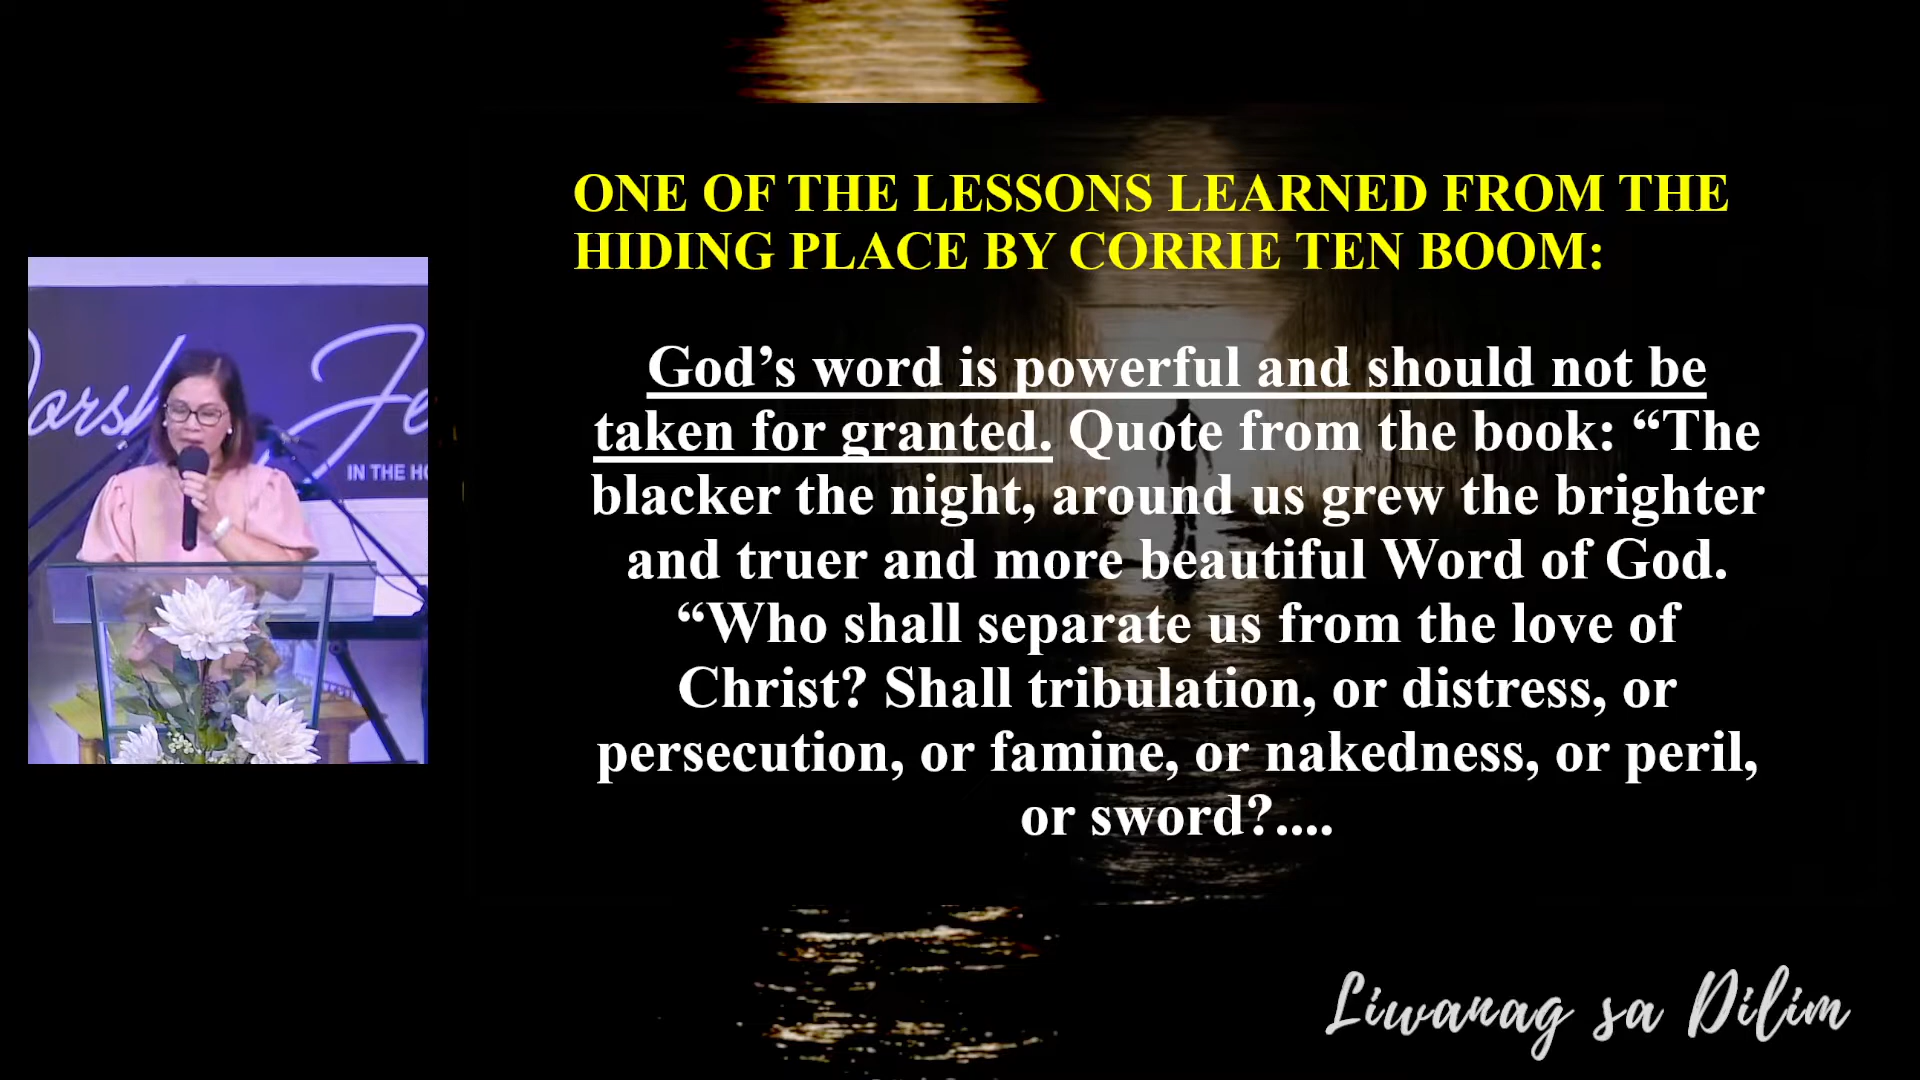 ONE OF THE LESSONS LEARNED FROM THE
HIDING PLACE BY CORRIE TEN BOOM:
God’s word is powerful and should not be
taken for granted. Quote from the book: “The
blacker the night, around us grew the brighter
and truer and more beautiful Word of God.
“Who shall separate us from the love of
Christ? Shall tribulation, or distress, or
persecution, or famine, or nakedness, or peril,
or sword?....
IN THE
Liwanag sa Dilim